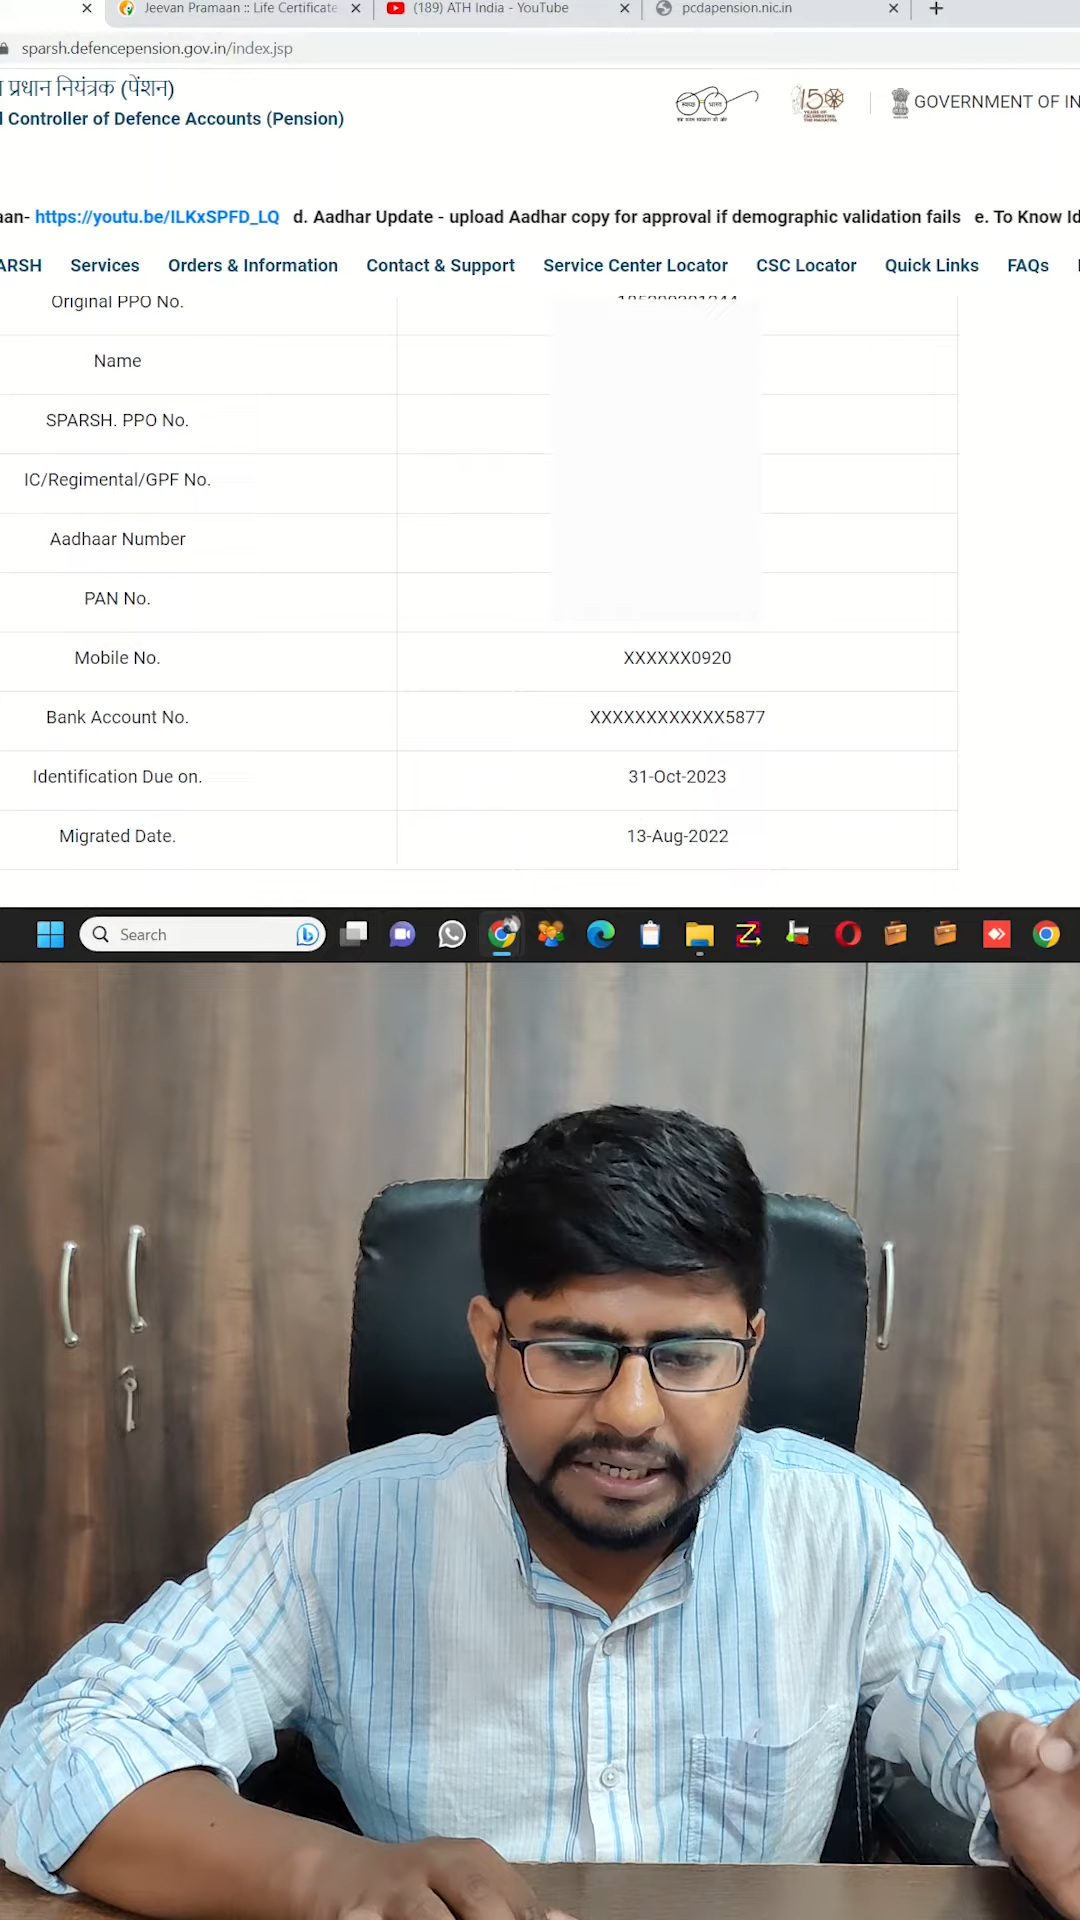 Jeevan Pramaan :: Life Certificate
(189) ATH India - YouTube
pcdapension.nic.in
sparsh.defencepension.gov.in/index.jsp
प्रधान नियंत्रक (पेंशन)
Controller of Defence Accounts (Pension)
GOVERNMENT OF IN
aan- https://youtu.be/ILKxSPFD_LQ d. Aadhar Update - upload Aadhar copy for approval if demographic validation fails e. To Know Id
ARSH Services Orders & Information Contact & Support Service Center Locator CSC Locator Quick Links FAQs
Original PPO No.
Name
SPARSH. PPO No.
IC/Regimental/GPF No.
Aadhaar Number
PAN No.
Mobile No. XXXXXX0920
Bank Account No. XXXXXXXXXXXX5877
Identification Due on. 31-Oct-2023
Migrated Date. 13-Aug-2022
Search